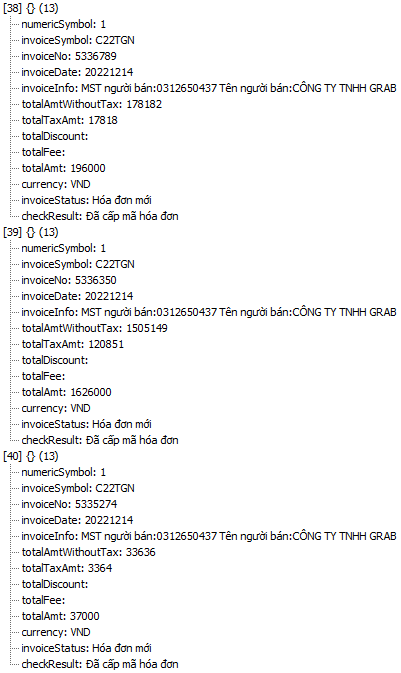 [38] {} (13)
numericSymbol: 1
invoiceSymbol: C22TGN
invoiceNo: 5336789
invoiceDate: 20221214
invoiceInfo: MST người bán:0312650437 Tên người bán:CÔNG TY TNHH GRAB
totalAmtWithoutTax: 178182
totalTaxAmt: 17818
totalDiscount:
totalFee:
totalAmt: 196000
currency: VND
invoiceStatus: Hóa đơn mới
checkResult: Đã cấp mã hóa đơn
[39] {} (13)
numericSymbol: 1
invoiceSymbol: C22TGN
invoiceNo: 5336350
invoiceDate: 20221214
invoiceInfo: MST người bán:0312650437 Tên người bán:CÔNG TY TNHH GRAB
totalAmtWithoutTax: 1505149
totalTaxAmt: 120851
totalDiscount:
totalFee:
totalAmt: 1626000
currency: VND
invoiceStatus: Hóa đơn mới
checkResult: Đã cấp mã hóa đơn
[40] {} (13)
numericSymbol: 1
invoiceSymbol: C22TGN
invoiceNo: 5335274
invoiceDate: 20221214
invoiceInfo: MST người bán:0312650437 Tên người bán:CÔNG TY TNHH GRAB
totalAmtWithoutTax: 33636
totalTaxAmt: 3364
totalDiscount:
totalFee:
totalAmt: 37000
currency: VND
invoiceStatus: Hóa đơn mới
checkResult: Đã cấp mã hóa đơn